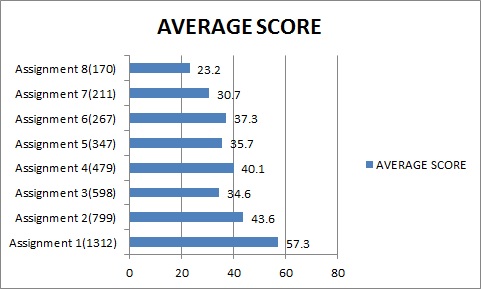 AVERAGE SCORE
Assignment 8(170) 23.2
Assignment 7(211) 30.7
Assignment 6(267) 37.3
Assignment 5(347) 35.7
Assignment 4(479) 40.1
Assignment 3(598) 34.6
Assignment 2(799) 43.6
Assignment 1(1312) 57.3
0 20 40 60 80
AVERAGE SCORE